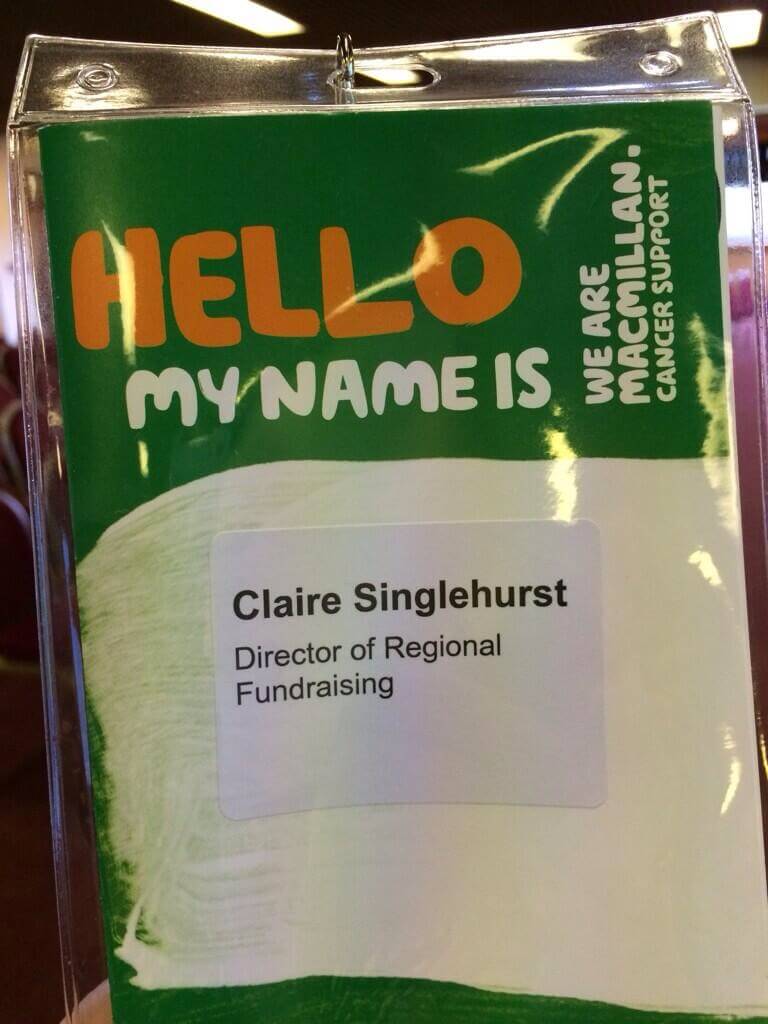 HELLO
MY NAME IS
WE ARE
MACMILLAN.
CANCER SUPPORT
Claire Singlehurst
Director of Regional
Fundraising